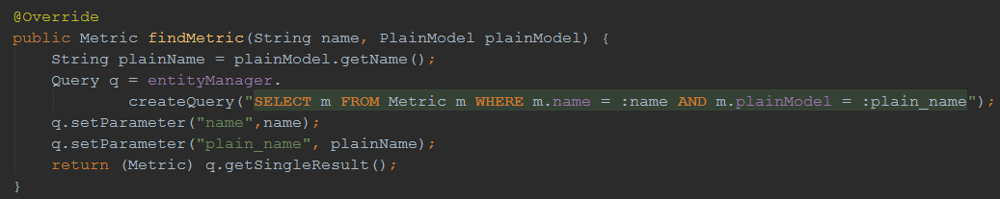 @Override
public Metric findMetric(String name, PlainModel plainModel) {
String plainName = plainModel.getName();
Query q = entityManager.
createQuery("SELECT m FROM Metric m WHERE m.name = :name AND m.plainModel = :plain_name");
q.setParameter("name",name);
q.setParameter("plain_name", plainName);
return (Metric) q.getSingleResult();
}